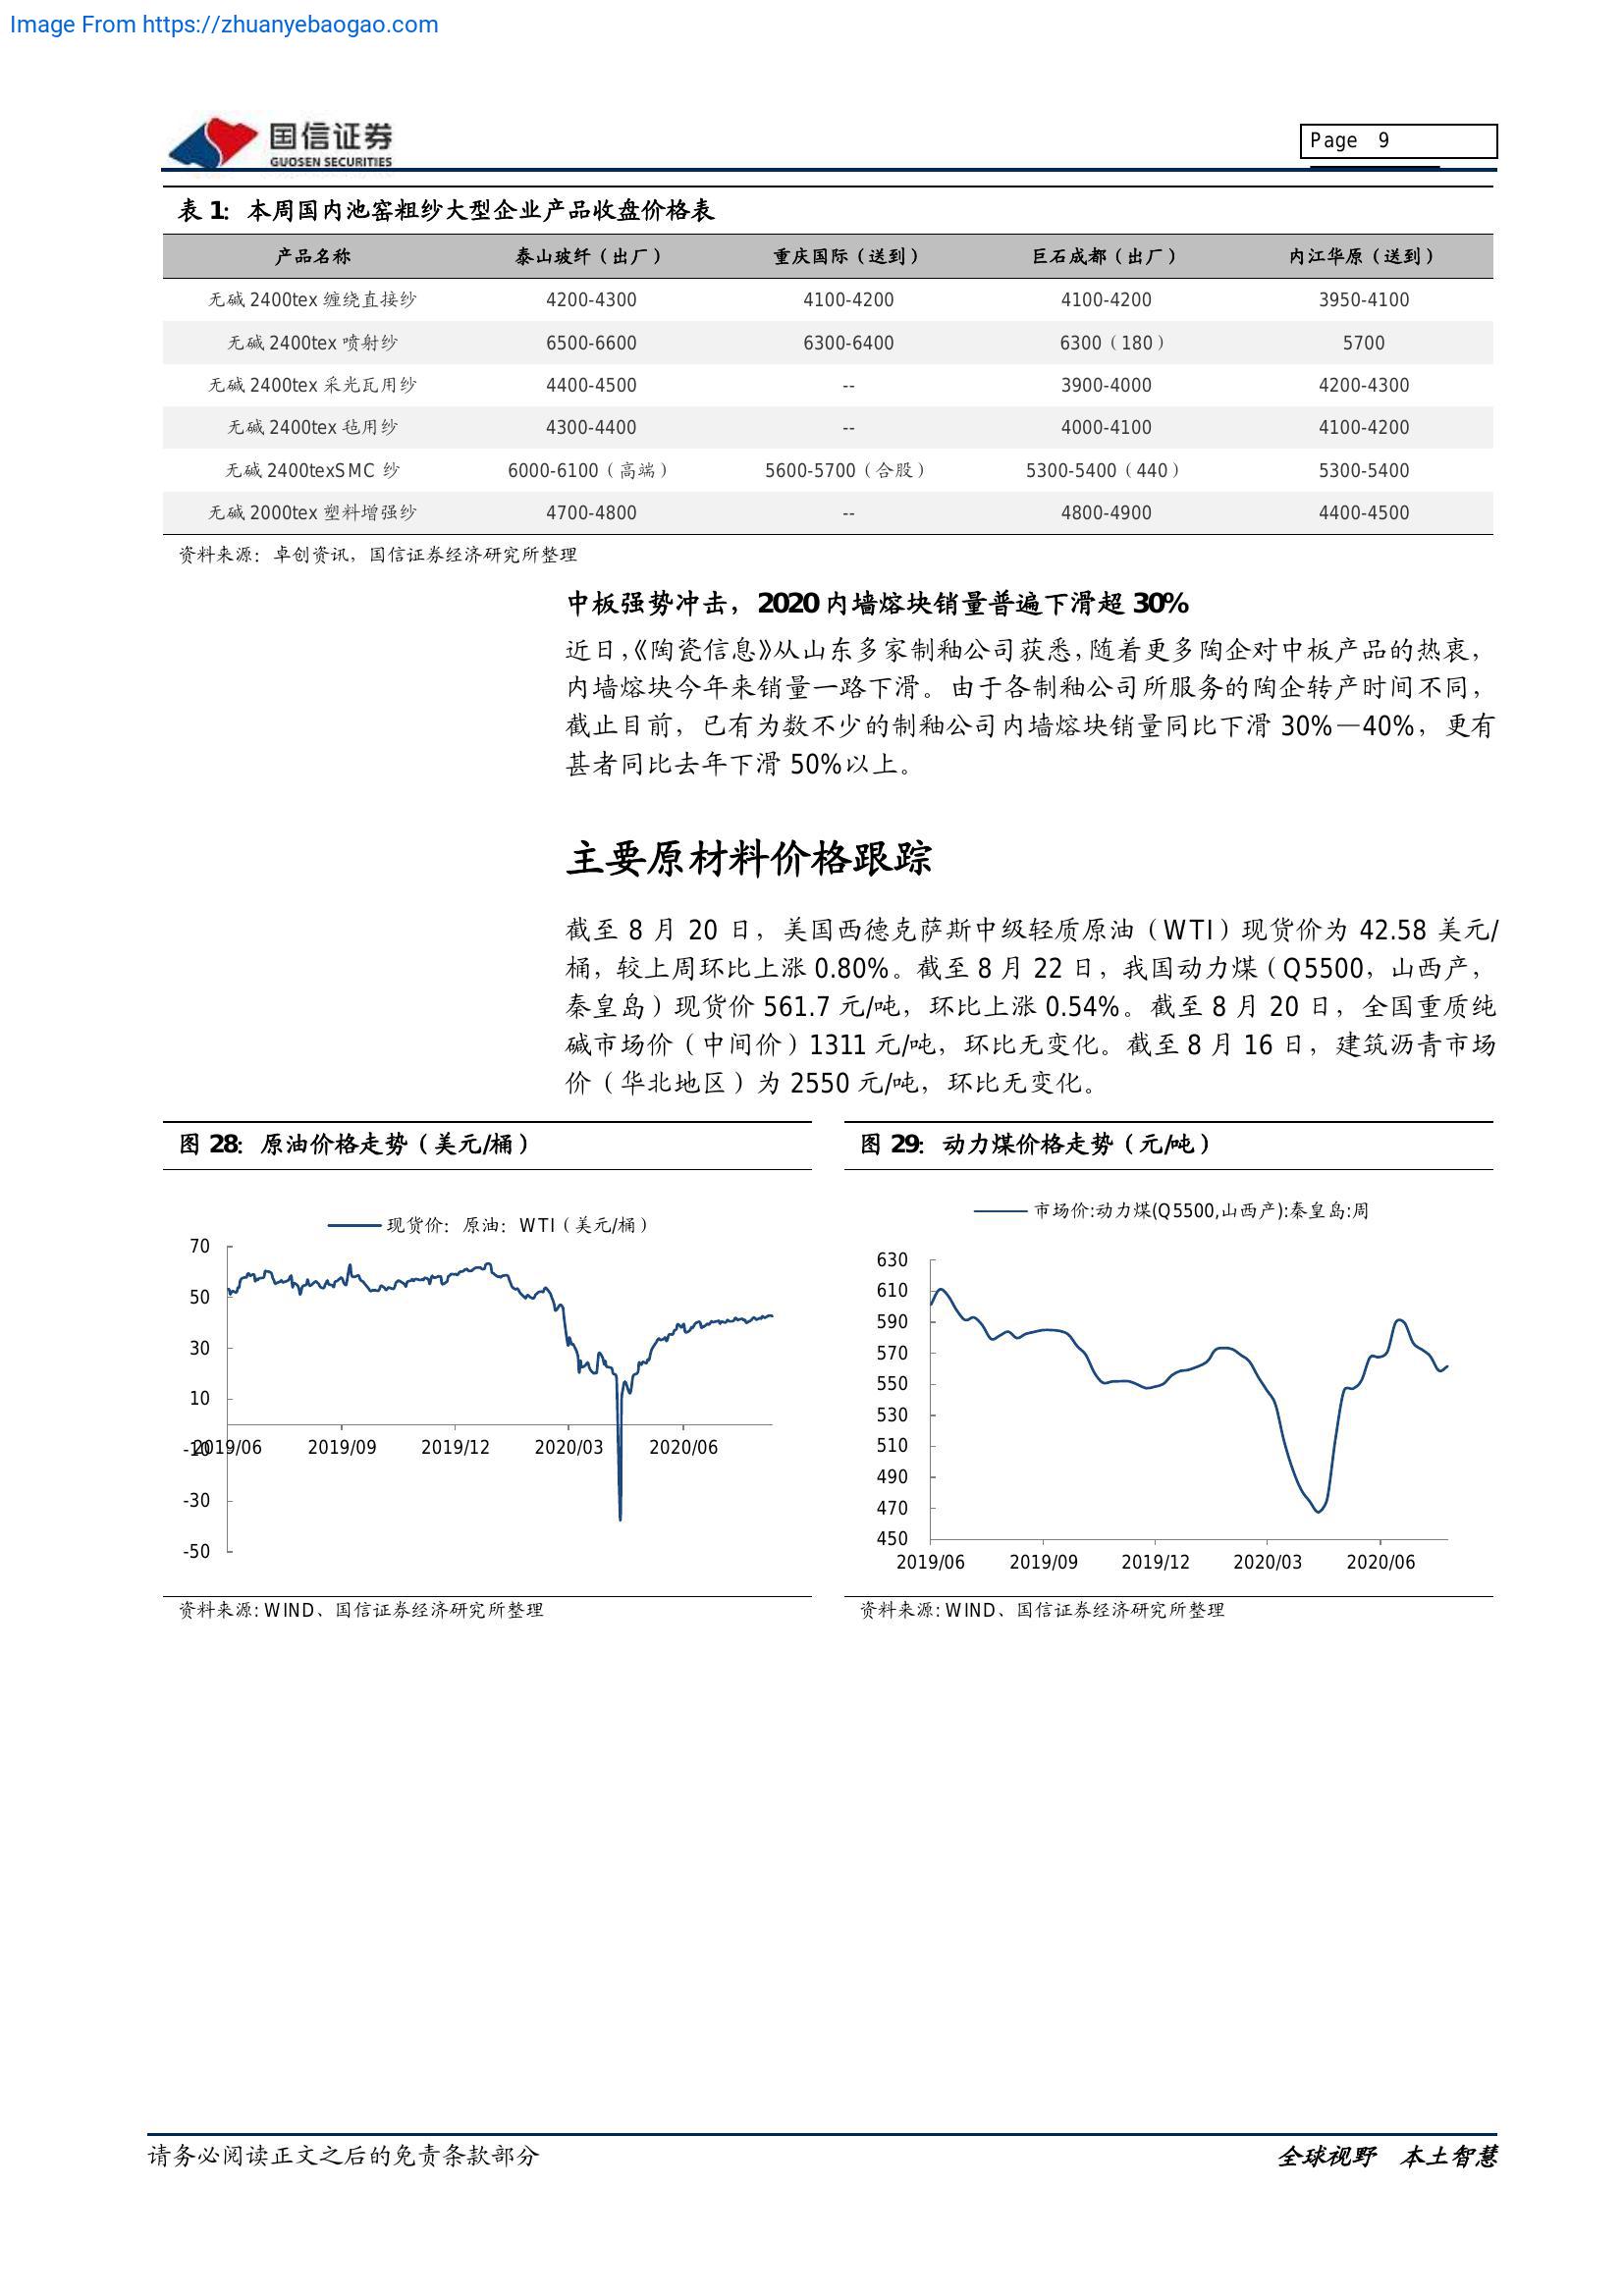 Image From https://zhuanyebaogao.com
国信证券
GUOSEN SECURITIES
Page 9
表 1：本周国内池窑粗纱大型企业产品收盘价格表
产品名称 泰山玻纤（出厂） 重庆国际（送到） 巨石成都（出厂） 内江华原（送到）
无碱 2400tex 缠绕直接纱 4200-4300 4100-4200 4100-4200 3950-4100
无碱 2400tex 喷射纱 6500-6600 6300-6400 6300（180） 5700
无碱 2400tex 采光瓦用纱 4400-4500 -- 3900-4000 4200-4300
无碱 2400tex 毡用纱 4300-4400 -- 4000-4100 4100-4200
无碱 2400texSMC 纱 6000-6100（高端） 5600-5700（合股） 5300-5400（440） 5300-5400
无碱 2000tex 塑料增强纱 4700-4800 -- 4800-4900 4400-4500
资料来源：卓创资讯，国信证券经济研究所整理
中板强势冲击，2020 内墙熔块销量普遍下滑超 30%
近日，《陶瓷信息》从山东多家制釉公司获悉，随着更多陶企对中板产品的热衷，
内墙熔块今年来销量一路下滑。由于各制釉公司所服务的陶企转产时间不同，
截止目前，已有为数不少的制釉公司内墙熔块销量同比下滑 30%—40%，更有
甚者同比去年下滑 50%以上。
主要原材料价格跟踪
截至 8 月 20 日，美国西德克萨斯中级轻质原油（WTI）现货价为 42.58 美元/
桶，较上周环比上涨 0.80%。截至 8 月 22 日，我国动力煤（Q5500，山西产，
秦皇岛）现货价 561.7 元/吨，环比上涨 0.54%。截至 8 月 20 日，全国重质纯
碱市场价（中间价）1311 元/吨，环比无变化。截至 8 月 16 日，建筑沥青市场
价（华北地区）为 2550 元/吨，环比无变化。
图 28：原油价格走势（美元/桶）
现货价：原油：WTI（美元/桶）
70
50
30
10
-10
-30
-50
2019/06 2019/09 2019/12 2020/03 2020/06
资料来源: WIND、国信证券经济研究所整理
图 29：动力煤价格走势（元/吨）
市场价:动力煤(Q5500,山西产):秦皇岛:周
630
610
590
570
550
530
510
490
470
450
2019/06 2019/09 2019/12 2020/03 2020/06
资料来源: WIND、国信证券经济研究所整理
请务必阅读正文之后的免责条款部分
全球视野 本土智慧